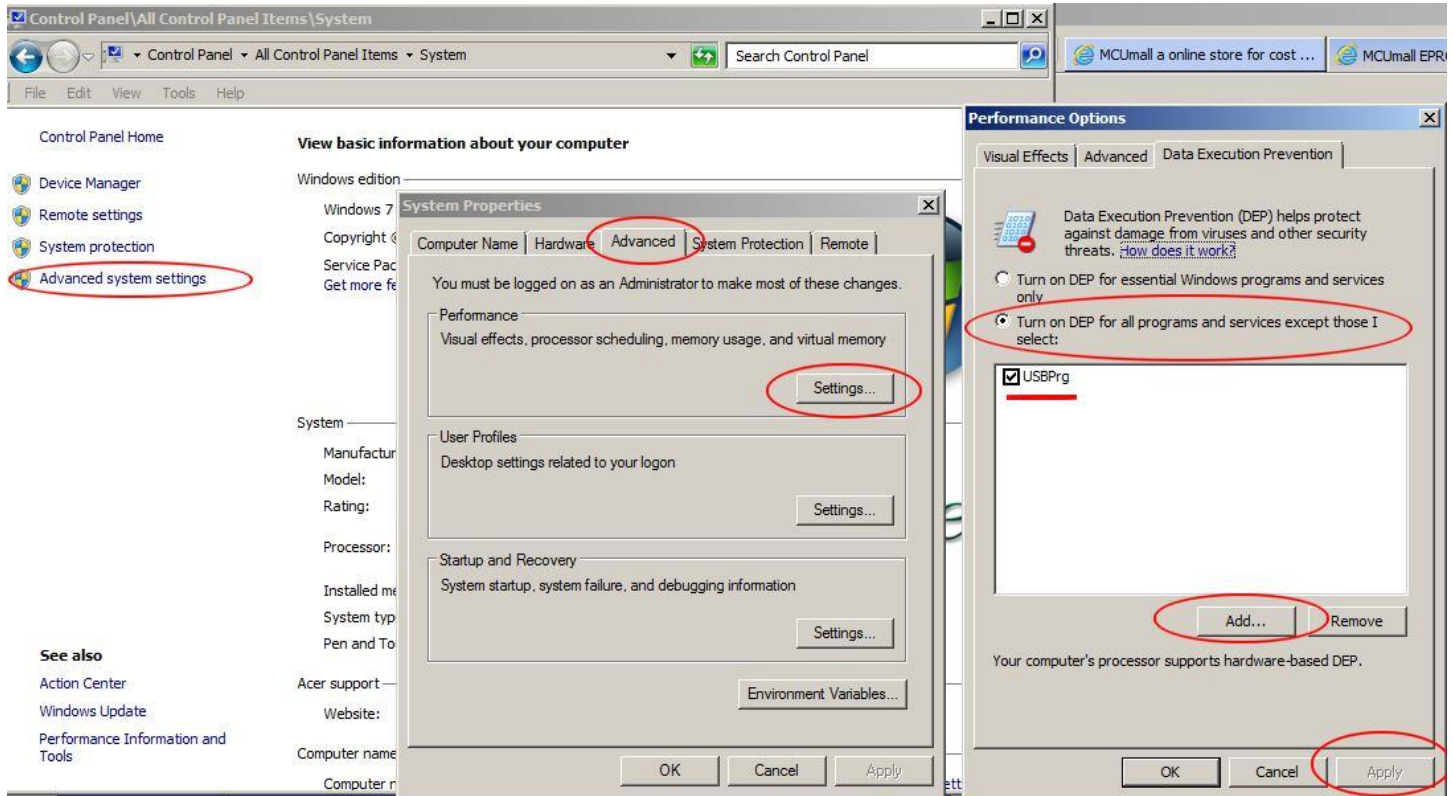 Control Panel\All Control Panel Items\System
Control Panel
All Control Panel Items
System
Search Control Panel
MCUmall a online store for cost ...
MCUmall
File Edit View Tools Help
Control Panel Home
Device Manager
Remote settings
System protection
Advanced system settings
See also
Action Center
Windows Update
Performance Information and
Tools
View basic information about your computer
Windows edition
Windows 7
Copyright
Service Pac
Get more fe
System
Manufactur
Model:
Rating:
Processor:
Installed me
System typ
Pen and To
Acer support
Website:
Computer name
Computer n
System Properties
Computer Name Hardware Advanced System Protection Remote
You must be logged on as an Administrator to make most of these changes.
Performance
Visual effects, processor scheduling, memory usage, and virtual memory
Settings...
User Profiles
Desktop settings related to your logon
Settings...
Startup and Recovery
System startup, system failure, and debugging information
Settings...
Environment Variables...
OK Cancel Apply
ett
Performance Options
Visual Effects Advanced Data Execution Prevention
Data Execution Prevention (DEP) helps protect
against damage from viruses and other security
threats. How does it work?
Turn on DEP for essential Windows programs and services
only
Turn on DEP for all programs and services except those I
select:
USBPrg
Add... Remove
Your computer's processor supports hardware-based DEP.
OK Cancel Apply